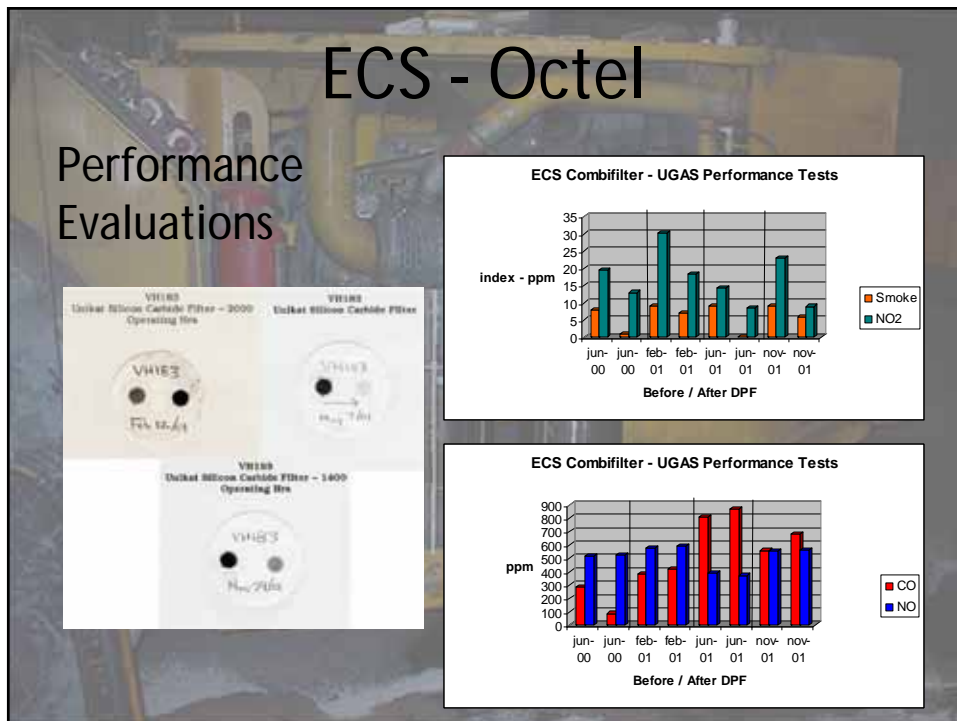 ECS - Octel
Performance
Evaluations
VH183
Unikat Silicon Carbide Filter – 2000
Operating Hrs
VH183
Unikat Silicon Carbide Filter
VH183
VH183
VH183
Unikat Silicon Carbide Filter – 1400
Operating Hrs
VH183
ECS Combifilter - UGAS Performance Tests
35
30
25
20
15
10
5
0
index - ppm
jun- jun- feb- feb- jun- jun- nov- nov-
00 00 01 01 01 01 01 01
Before / After DPF
Smoke
NO2
ECS Combifilter - UGAS Performance Tests
900
800
700
600
500
400
300
200
100
0
ppm
jun- jun- feb- feb- jun- jun- nov- nov-
00 00 01 01 01 01 01 01
Before / After DPF
CO
NO